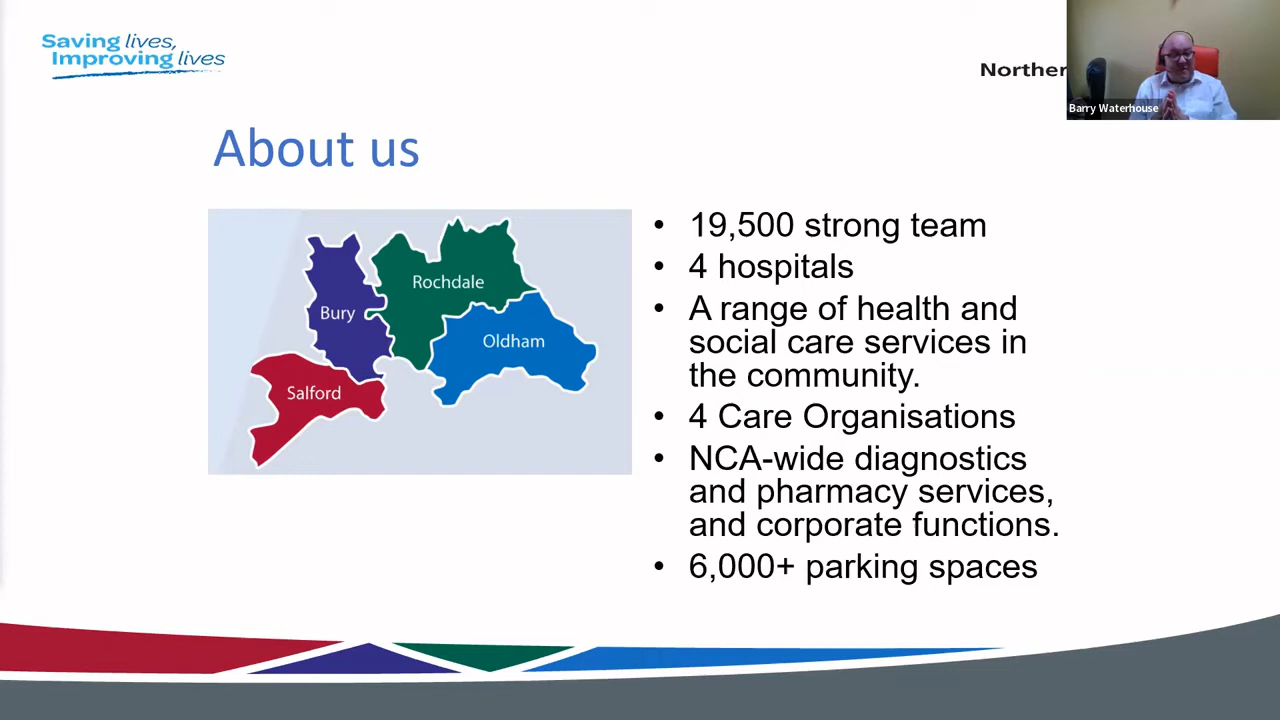 Saving lives,
Improving lives
Norther
Barry Waterhouse
About us
Rochdale
Bury
Oldham
Salford
• 19,500 strong team
• 4 hospitals
• A range of health and
social care services in
the community.
• 4 Care Organisations
• NCA-wide diagnostics
and pharmacy services,
and corporate functions.
• 6,000+ parking spaces